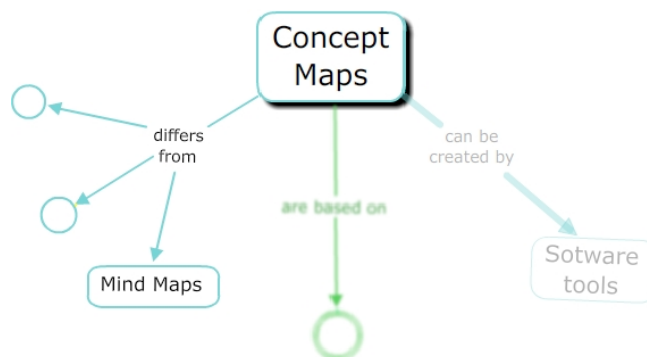 Concept
Maps
differs
from
can be
created by
are based on
Sotware
tools
Mind Maps